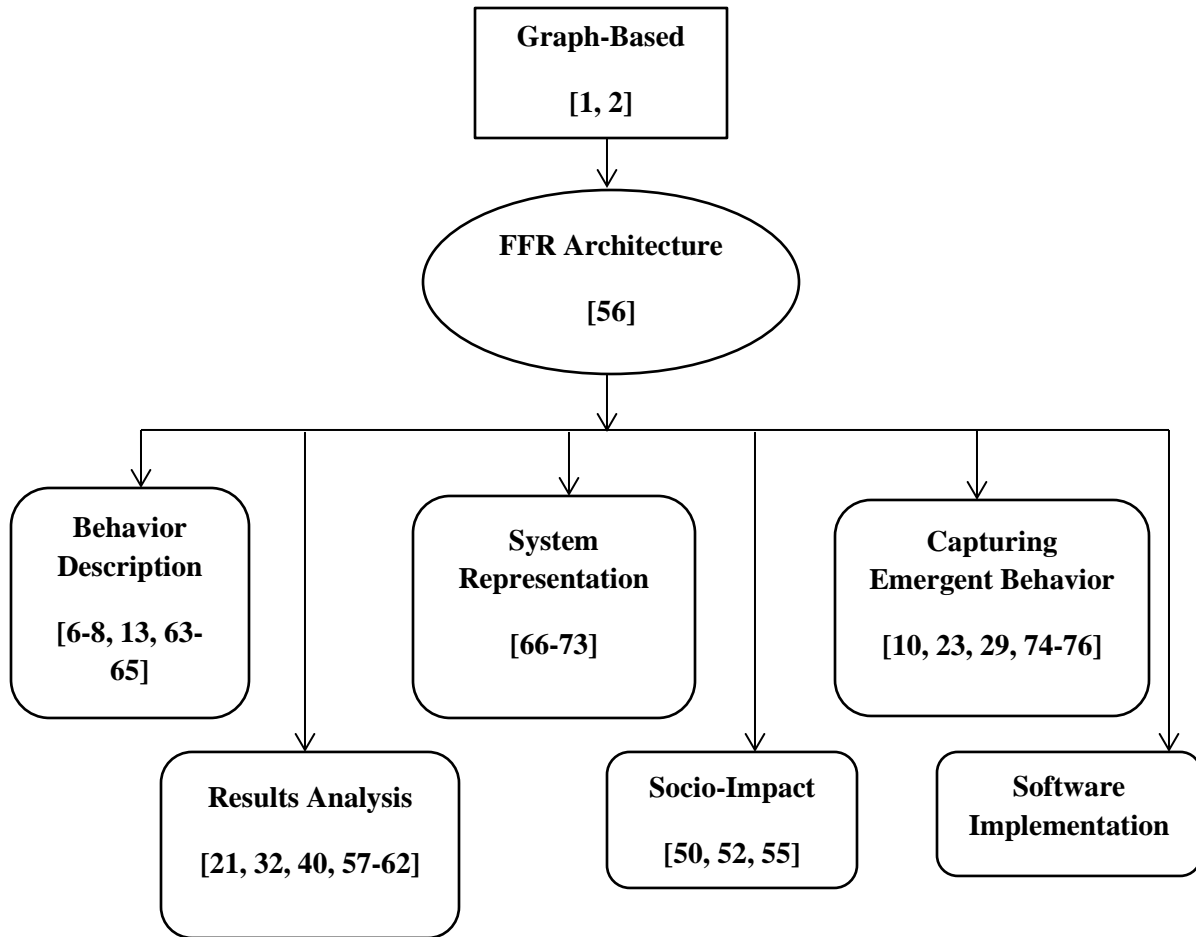 Graph-Based
[1, 2]
FFR Architecture
[56]
Behavior
Description
[6-8, 13, 63-
65]
System
Representation
[66-73]
Capturing
Emergent Behavior
[10, 23, 29, 74-76]
Results Analysis
[21, 32, 40, 57-62]
Socio-Impact
[50, 52, 55]
Software
Implementation